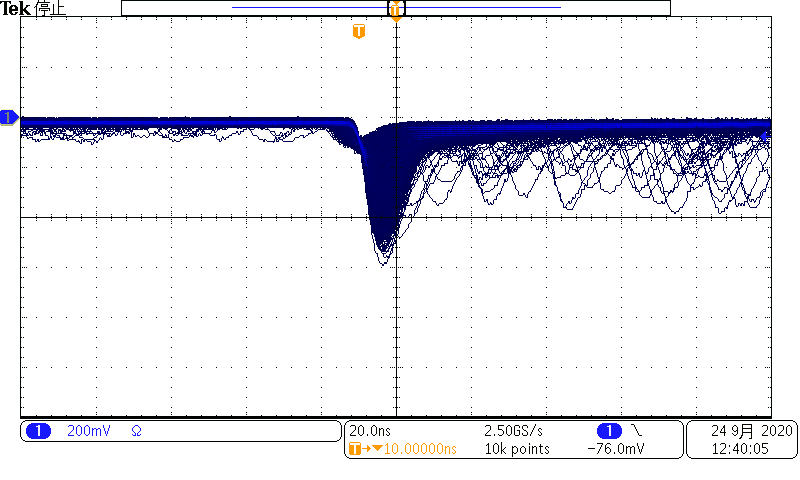 Tek 停止
T
T
1
1 200mV Ω
20.0ns 2.50GS/s 1 \
T→▼10.00000ns 10k points −76.0mV
24 9月 2020
12:40:05